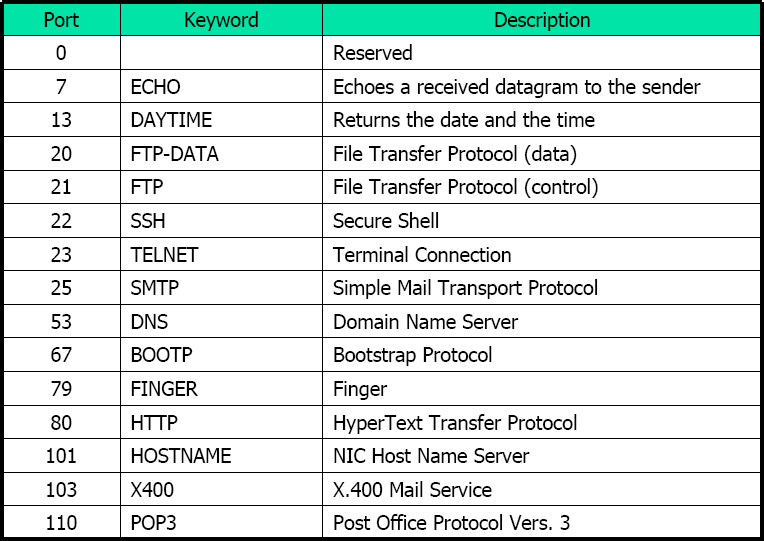 Port Keyword Description
0 Reserved
7 ECHO Echoes a received datagram to the sender
13 DAYTIME Returns the date and the time
20 FTP-DATA File Transfer Protocol (data)
21 FTP File Transfer Protocol (control)
22 SSH Secure Shell
23 TELNET Terminal Connection
25 SMTP Simple Mail Transport Protocol
53 DNS Domain Name Server
67 BOOTP Bootstrap Protocol
79 FINGER Finger
80 HTTP HyperText Transfer Protocol
101 HOSTNAME NIC Host Name Server
103 X400 X.400 Mail Service
110 POP3 Post Office Protocol Vers. 3